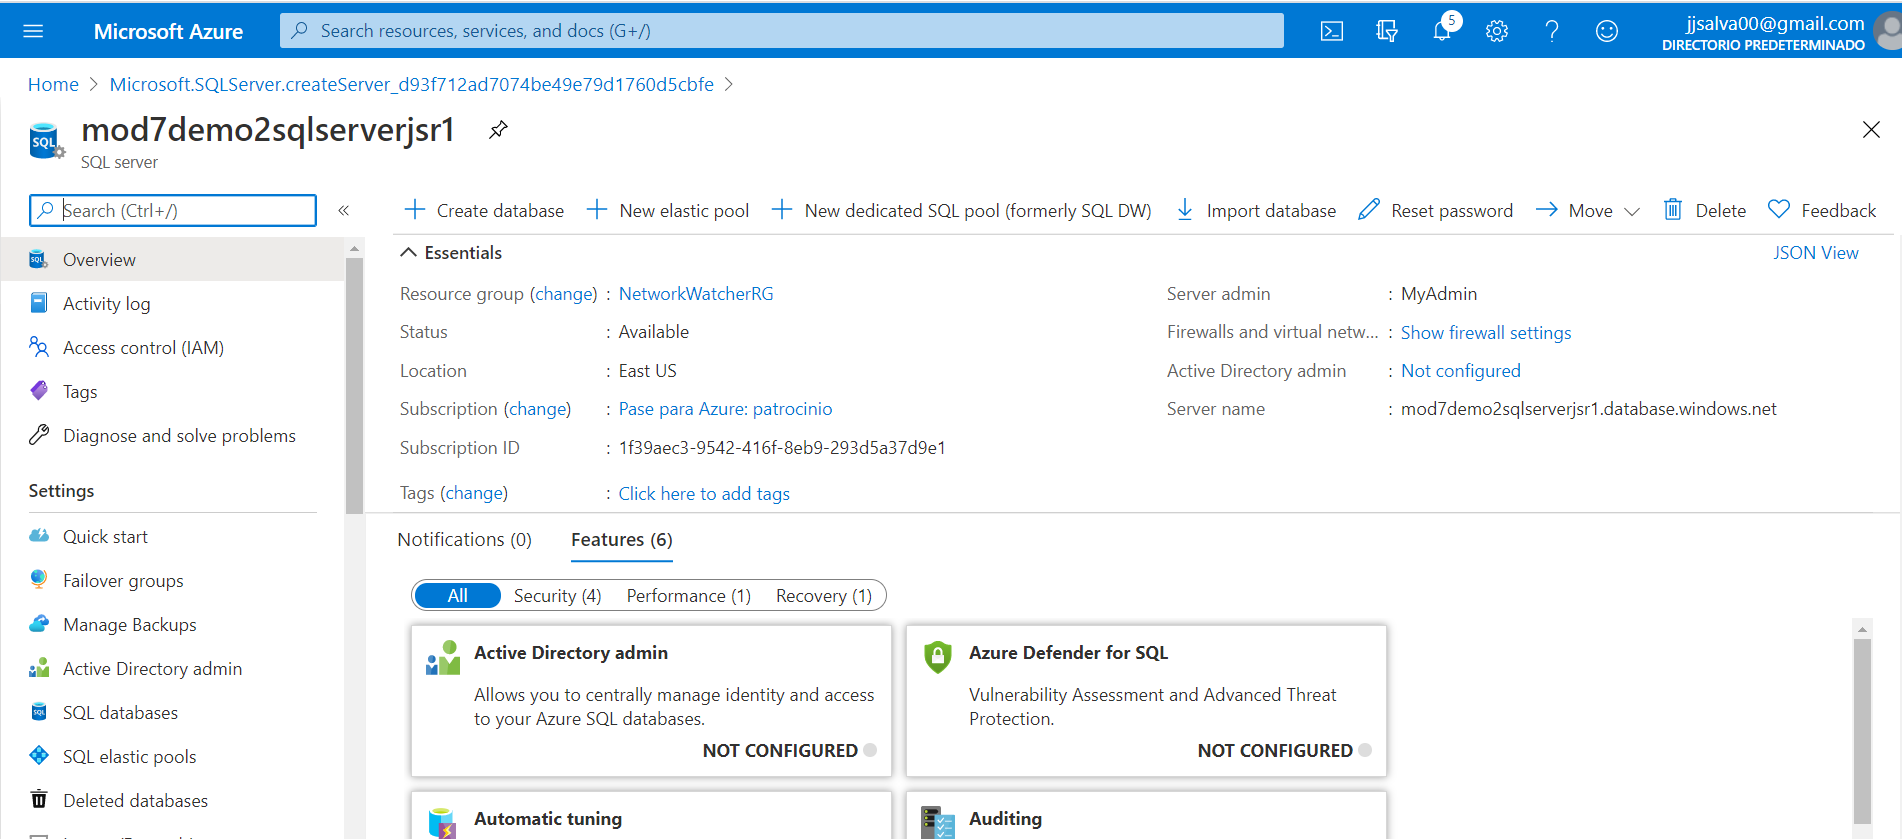 Microsoft Azure
Search resources, services, and docs (G+/)
5
jjsalva00@gmail.com
DIRECTORIO PREDETERMINADO
Home > Microsoft.SQLServer.createServer_d93f712ad7074be49e79d1760d5cbfe >
SQL
mod7demo2sqlserverjsr1
SQL server
Search (Ctrl+/)
«
Create database
New elastic pool
New dedicated SQL pool (formerly SQL DW)
Import database
Reset password
Move
Delete
Feedback
Overview
Activity log
Access control (IAM)
Tags
Diagnose and solve problems
Settings
Quick start
Failover groups
Manage Backups
Active Directory admin
SQL databases
SQL elastic pools
Deleted databases
Essentials
JSON View
Resource group (change) : NetworkWatcherRG
Status : Available
Location : East US
Subscription (change) : Pase para Azure: patrocinio
Subscription ID : 1f39aec3-9542-416f-8eb9-293d5a37d9e1
Tags (change) : Click here to add tags
Server admin : MyAdmin
Firewalls and virtual netw... : Show firewall settings
Active Directory admin : Not configured
Server name : mod7demo2sqlserverjsr1.database.windows.net
Notifications (0)
Features (6)
All
Security (4)
Performance (1)
Recovery (1)
Active Directory admin
Allows you to centrally manage identity and access
to your Azure SQL databases.
NOT CONFIGURED
Azure Defender for SQL
Vulnerability Assessment and Advanced Threat
Protection.
NOT CONFIGURED
Automatic tuning
Auditing